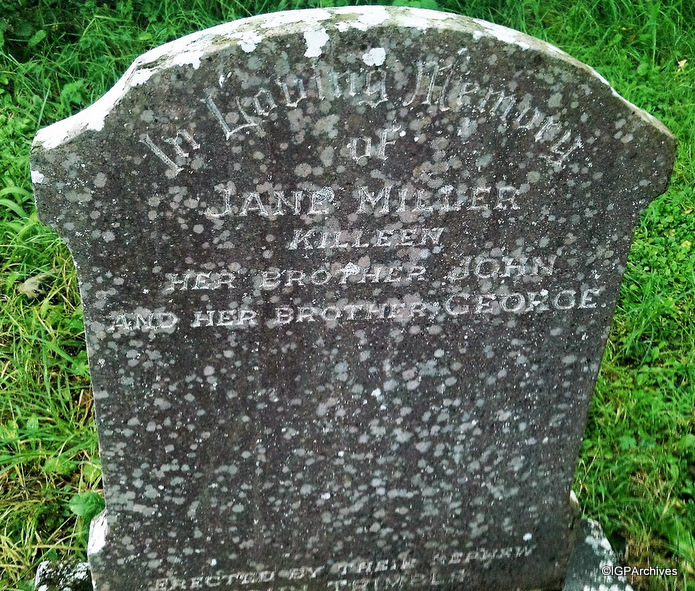 In Loving Memory
of
JANE MILLER
KILLEEN
HER BROTHER JOHN
AND HER BROTHER GEORGE
ERECTED BY THEIR NEPHEW
TRIMBLE
©IGPArchives